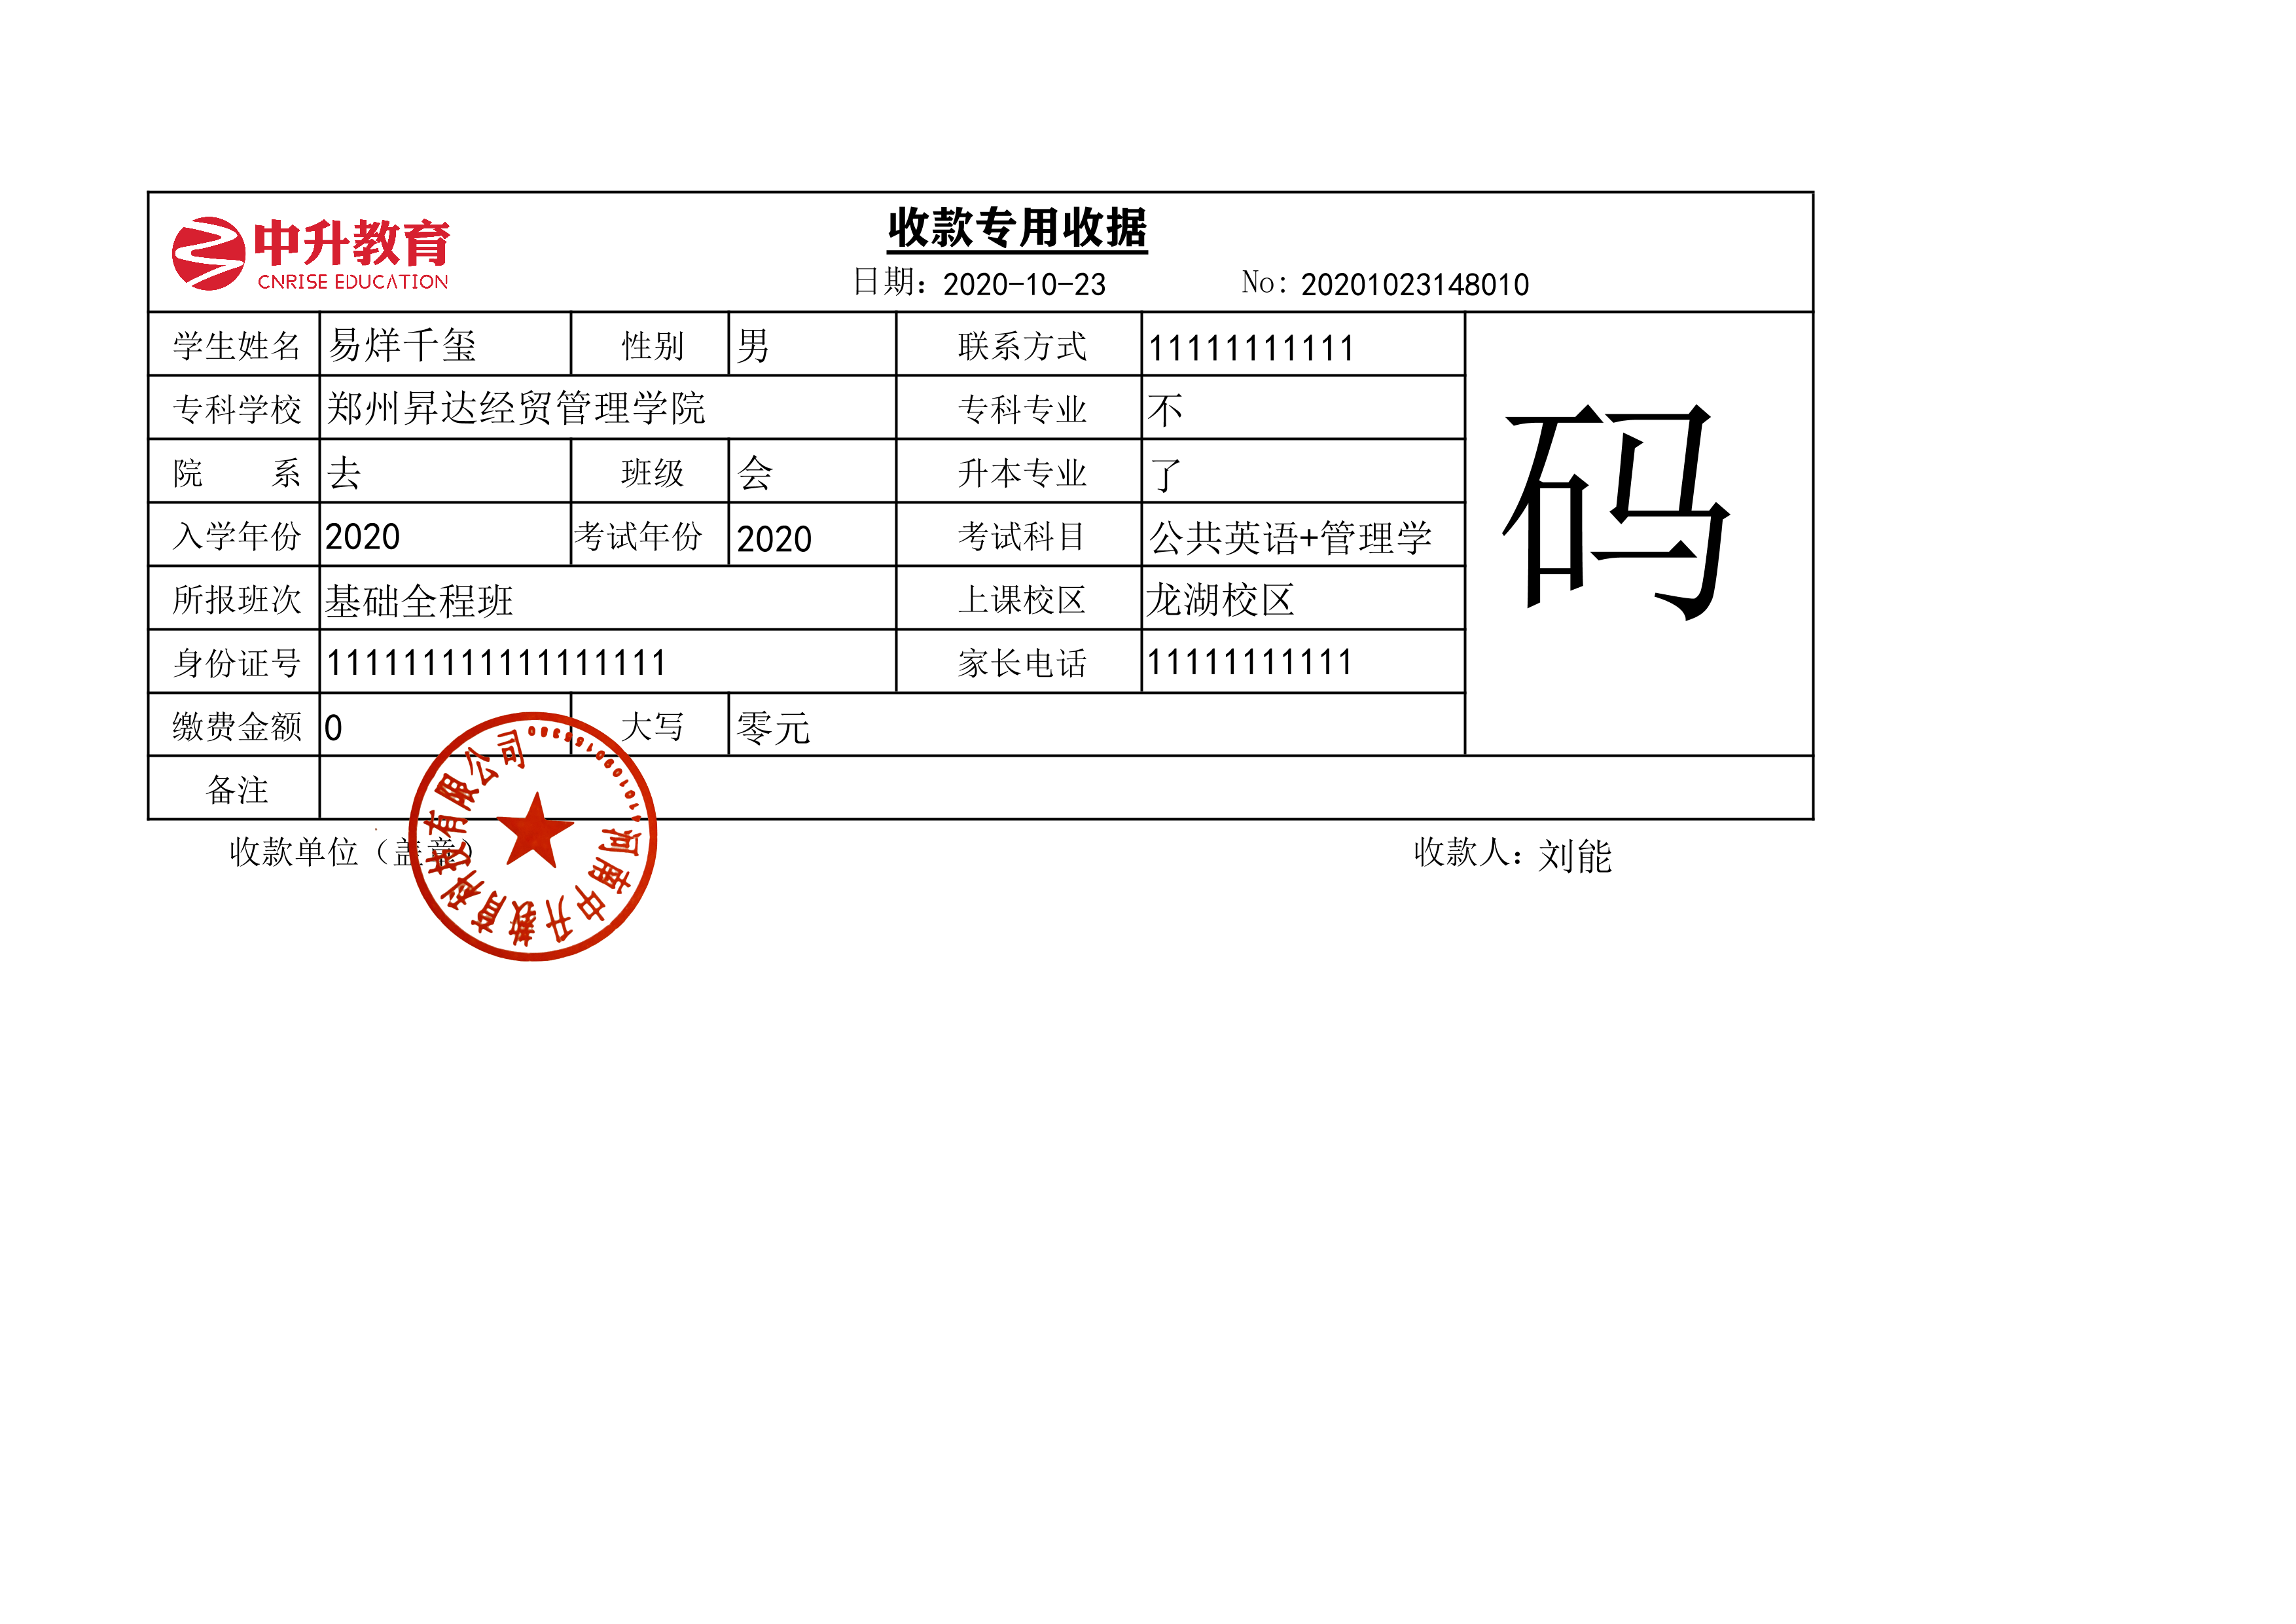 中升教育
CNRISE EDUCATION
收款专用收据
日期：2020-10-23 No：20201023148010
学生姓名 易烊千玺 性别 男 联系方式 11111111111
专科学校 郑州昇达经贸管理学院 专科专业 不
院 系 去 班级 会 升本专业 了
入学年份 2020 考试年份 2020 考试科目 公共英语+管理学
所报班次 基础全程班 上课校区 龙湖校区
身份证号 111111111111111111 家长电话 11111111111
缴费金额 0 大写 零元
码
备注
收款单位（盖章） 收款人：刘能
河南中升教育科技有限公司